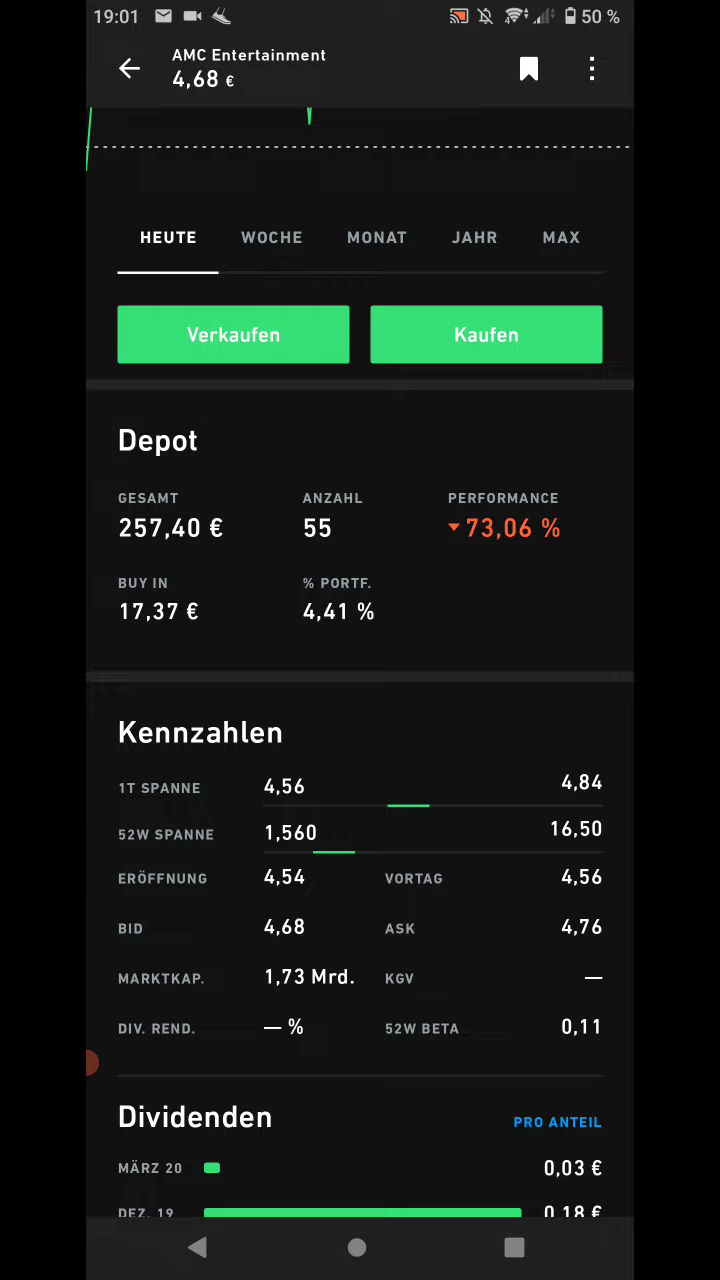 19:01 50 %
AMC Entertainment
4,68 €
HEUTE WOCHE MONAT JAHR MAX
Verkaufen Kaufen
Depot
GESAMT ANZAHL PERFORMANCE
257,40 € 55 73,06 %
BUY IN % PORTF.
17,37 € 4,41 %
Kennzahlen
1T SPANNE 4,56 4,84
52W SPANNE 1,560 16,50
ERÖFFNUNG 4,54 VORTAG 4,56
BID 4,68 ASK 4,76
MARKTKAP. 1,73 Mrd. KGV —
DIV. REND. — % 52W BETA 0,11
Dividenden PRO ANTEIL
MÄRZ 20 0,03 €
DEZ. 19 0,18 €